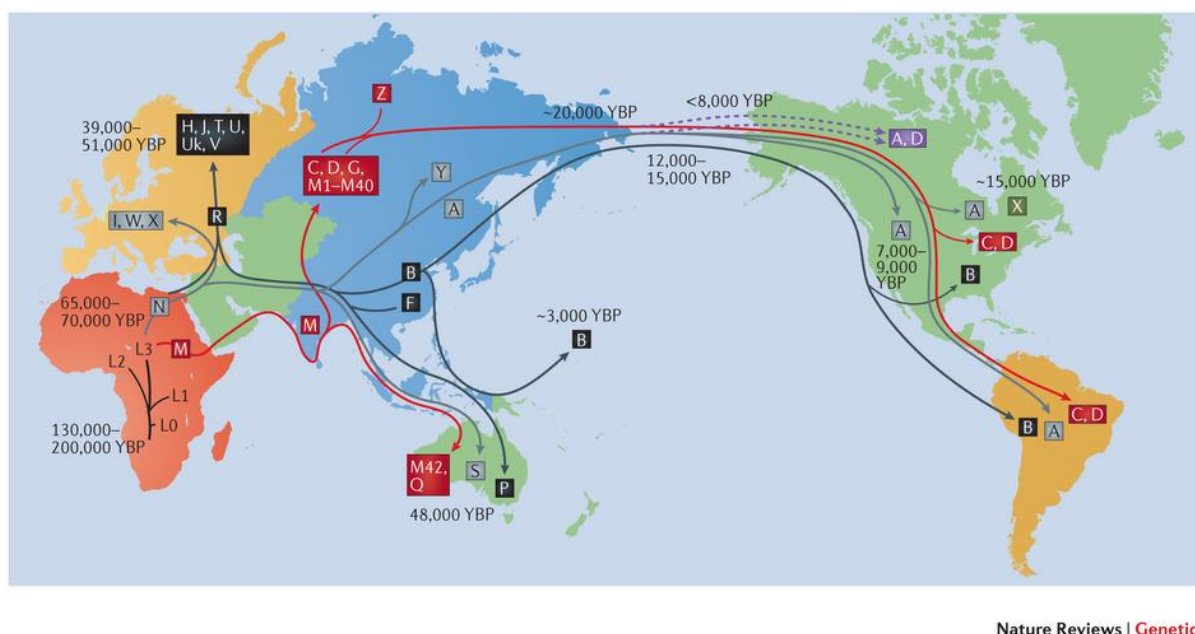 39,000–
51,000 YBP
H, J, T, U,
Uk, V
I, W, X
R
65,000–
70,000 YBP
N
L3
M
L2
L1
L0
130,000–
200,000 YBP
Z
C, D, G,
M1–M40
Y
A
B
F
M
~3,000 YBP
B
M42,
Q
S
P
48,000 YBP
~20,000 YBP
<8,000 YBP
12,000–
15,000 YBP
A, D
~15,000 YBP
A
X
A
C, D
7,000–
9,000
YBP
B
B
A
C, D
Nature Reviews | Genetic